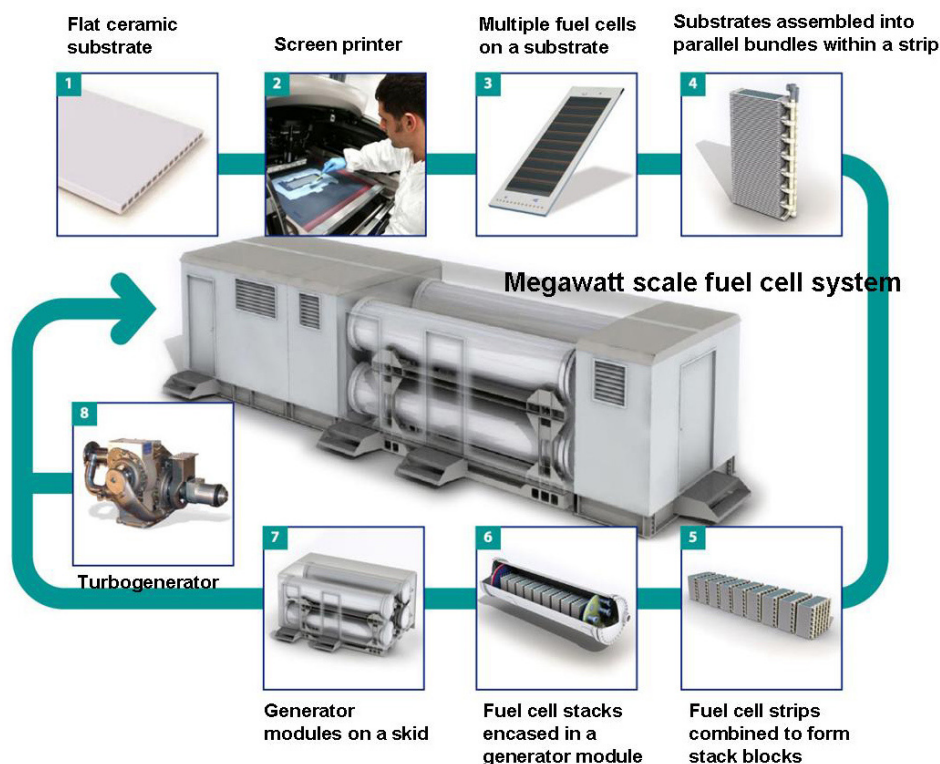 Flat ceramic
substrate
1
Screen printer
2
Multiple fuel cells
on a substrate
3
Substrates assembled into
parallel bundles within a strip
4
Megawatt scale fuel cell system
8
Turbogenerator
7
Generator
modules on a skid
6
Fuel cell stacks
encased in a
generator module
5
Fuel cell strips
combined to form
stack blocks